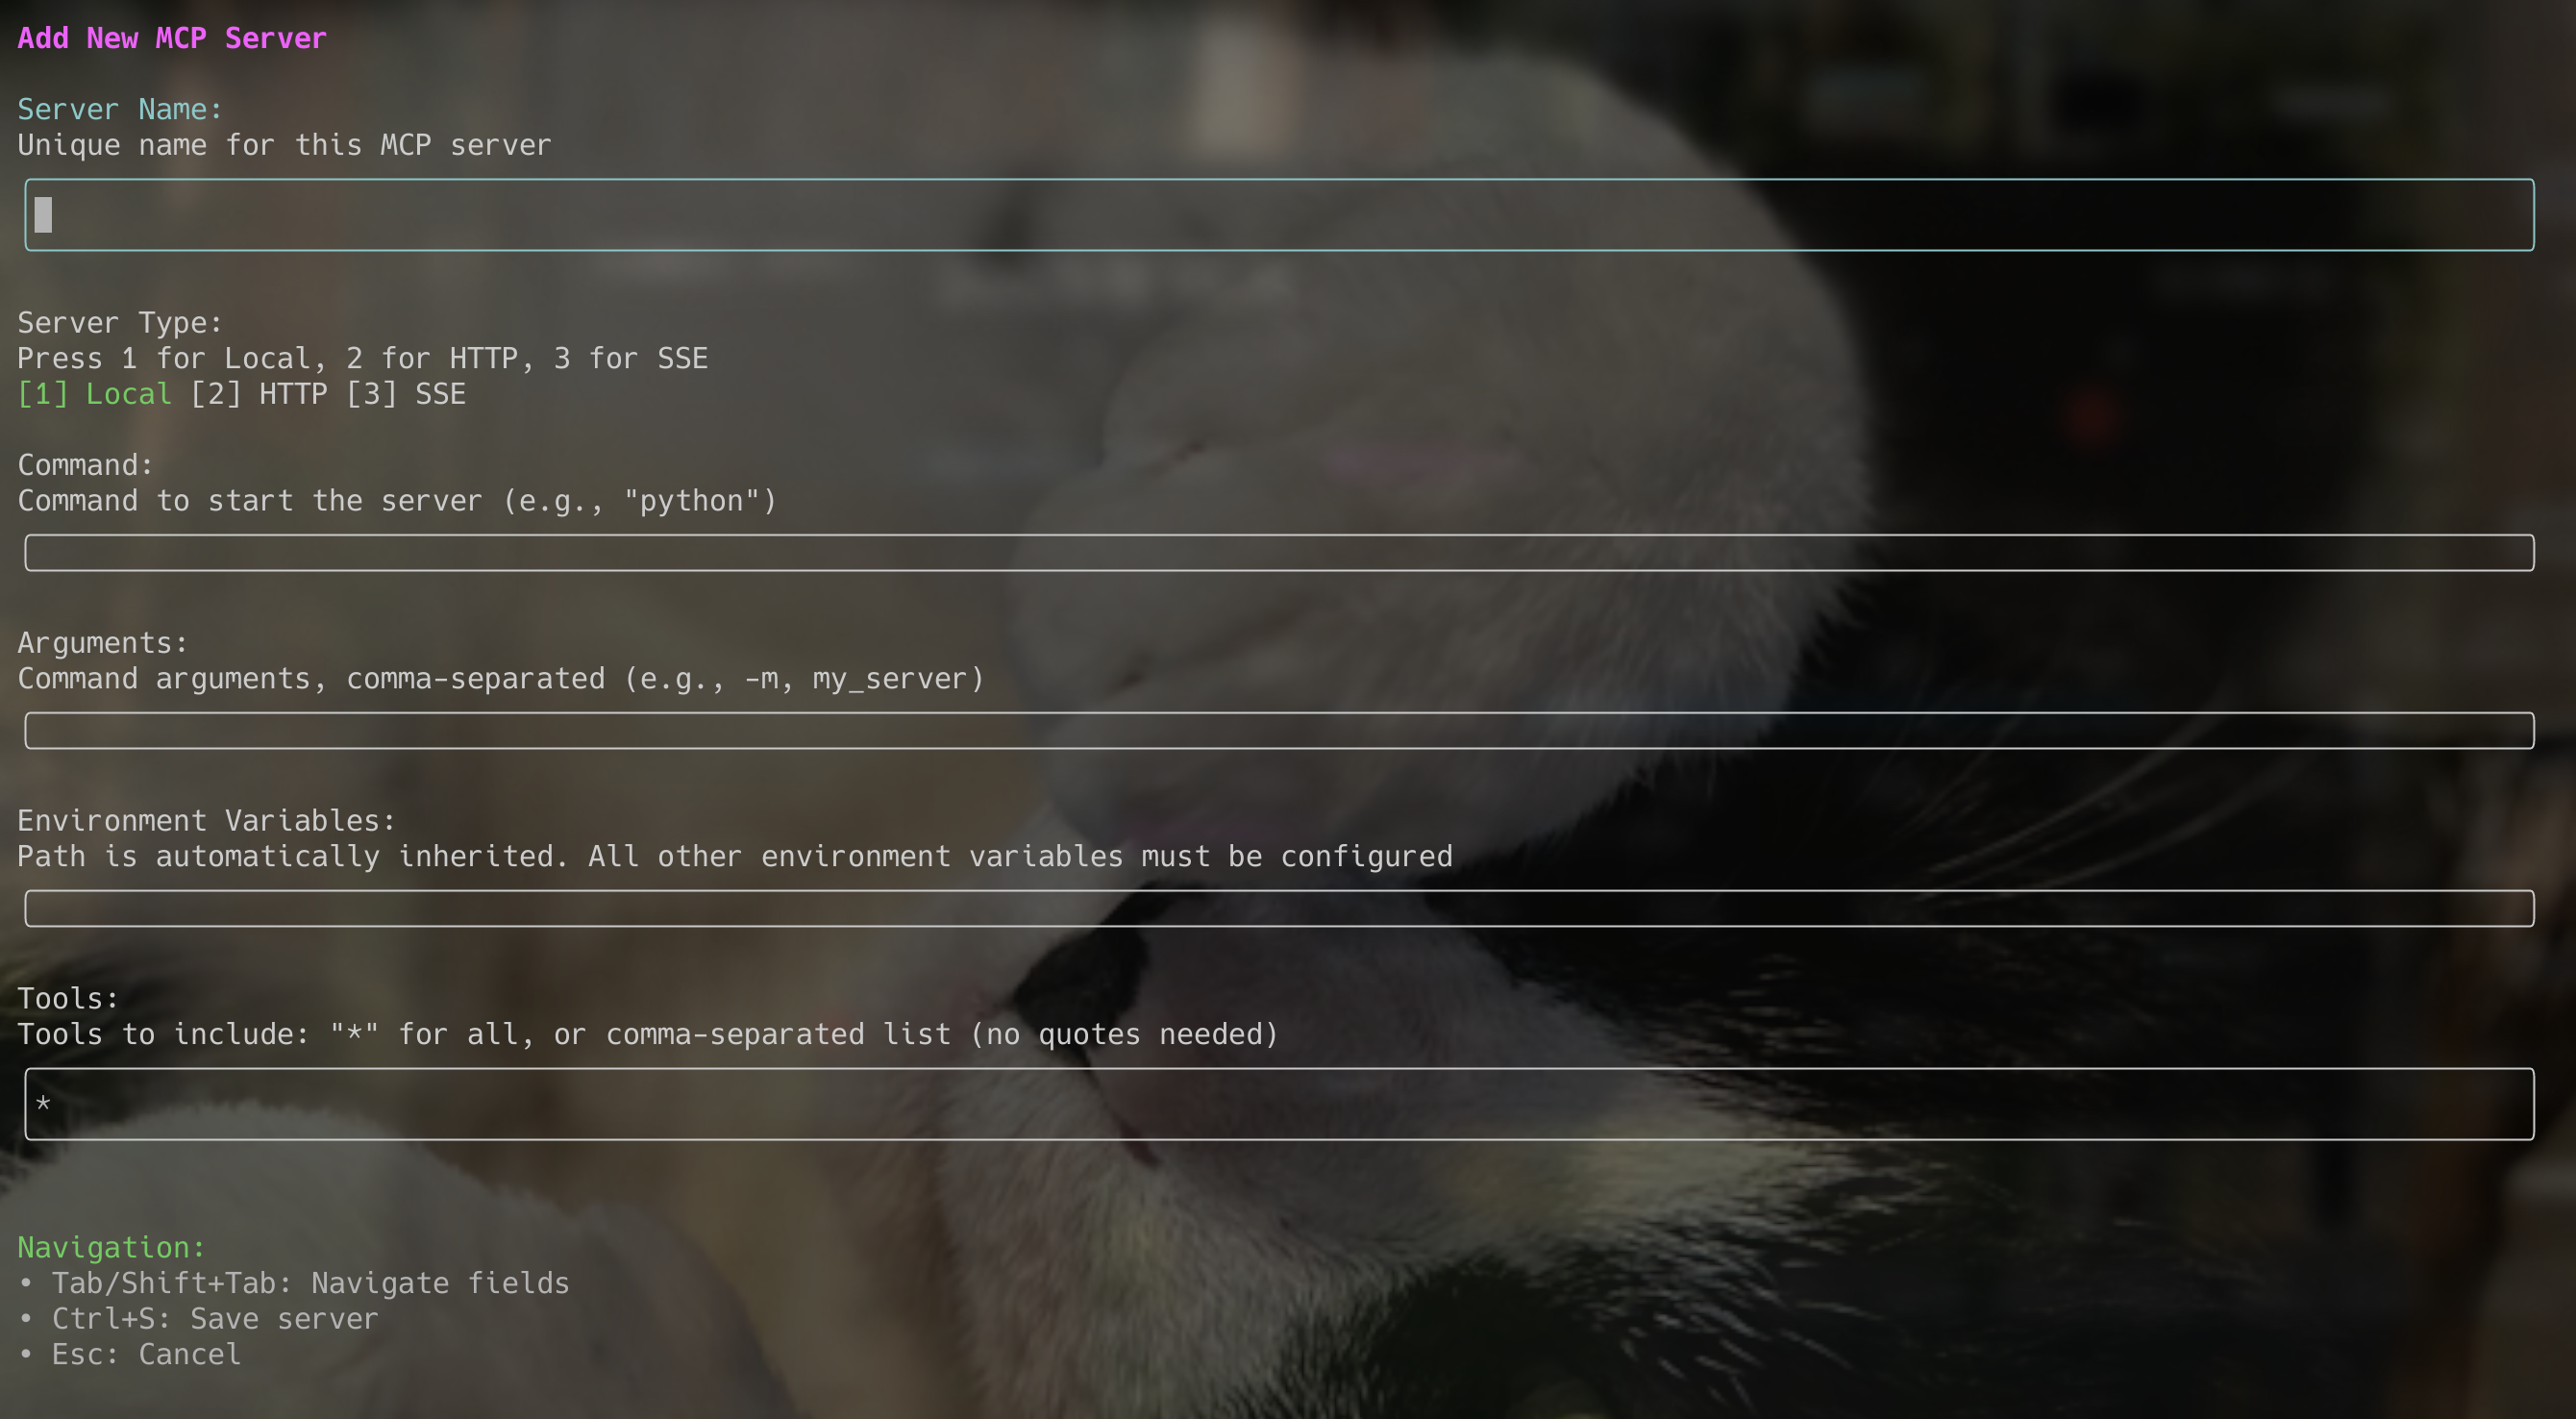 Add New MCP Server
Server Name:
Unique name for this MCP server
Server Type:
Press 1 for Local, 2 for HTTP, 3 for SSE
[1] Local [2] HTTP [3] SSE
Command:
Command to start the server (e.g., "python")
Arguments:
Command arguments, comma-separated (e.g., -m, my_server)
Environment Variables:
Path is automatically inherited. All other environment variables must be configured
Tools:
Tools to include: "*" for all, or comma-separated list (no quotes needed)
*
Navigation:
• Tab/Shift+Tab: Navigate fields
• Ctrl+S: Save server
• Esc: Cancel